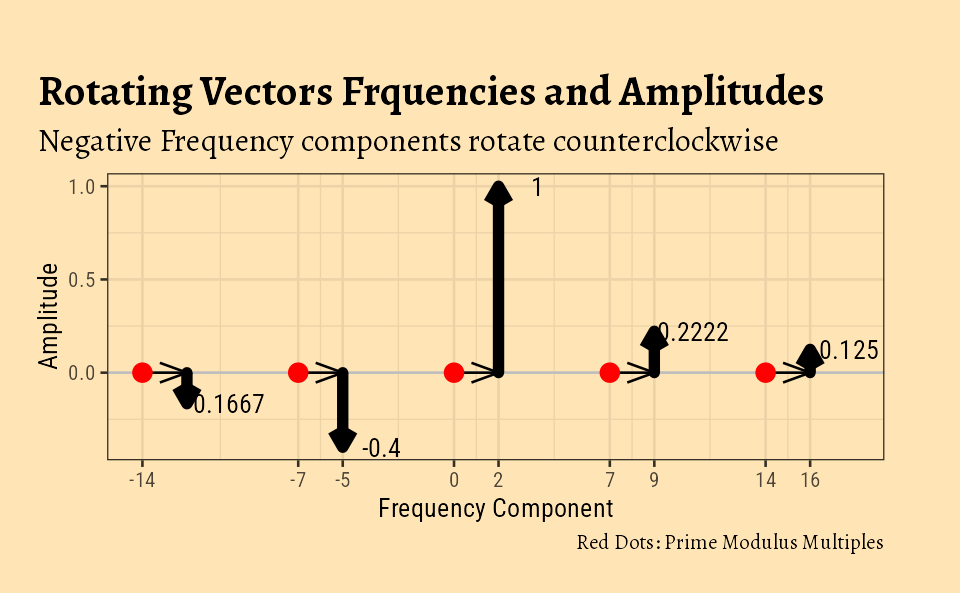 Rotating Vectors Frquencies and Amplitudes
Negative Frequency components rotate counterclockwise
1.0
0.5
0.0
Amplitude
1
0.2222
0.125
0.1667
-0.4
-14 -7 -5 0 2 7 9 14 16
Frequency Component
Red Dots: Prime Modulus Multiples